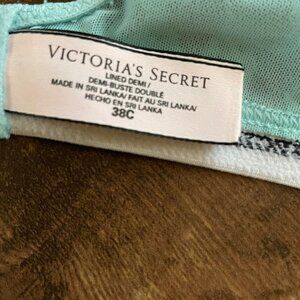 VICTORIA'S SECRET
LINED DEMI /
DEMI-BUSTE DOUBLÉ
MADE IN SRI LANKA/ FAIT AU SRI LANKA/
HECHO EN SRI LANKA
38C